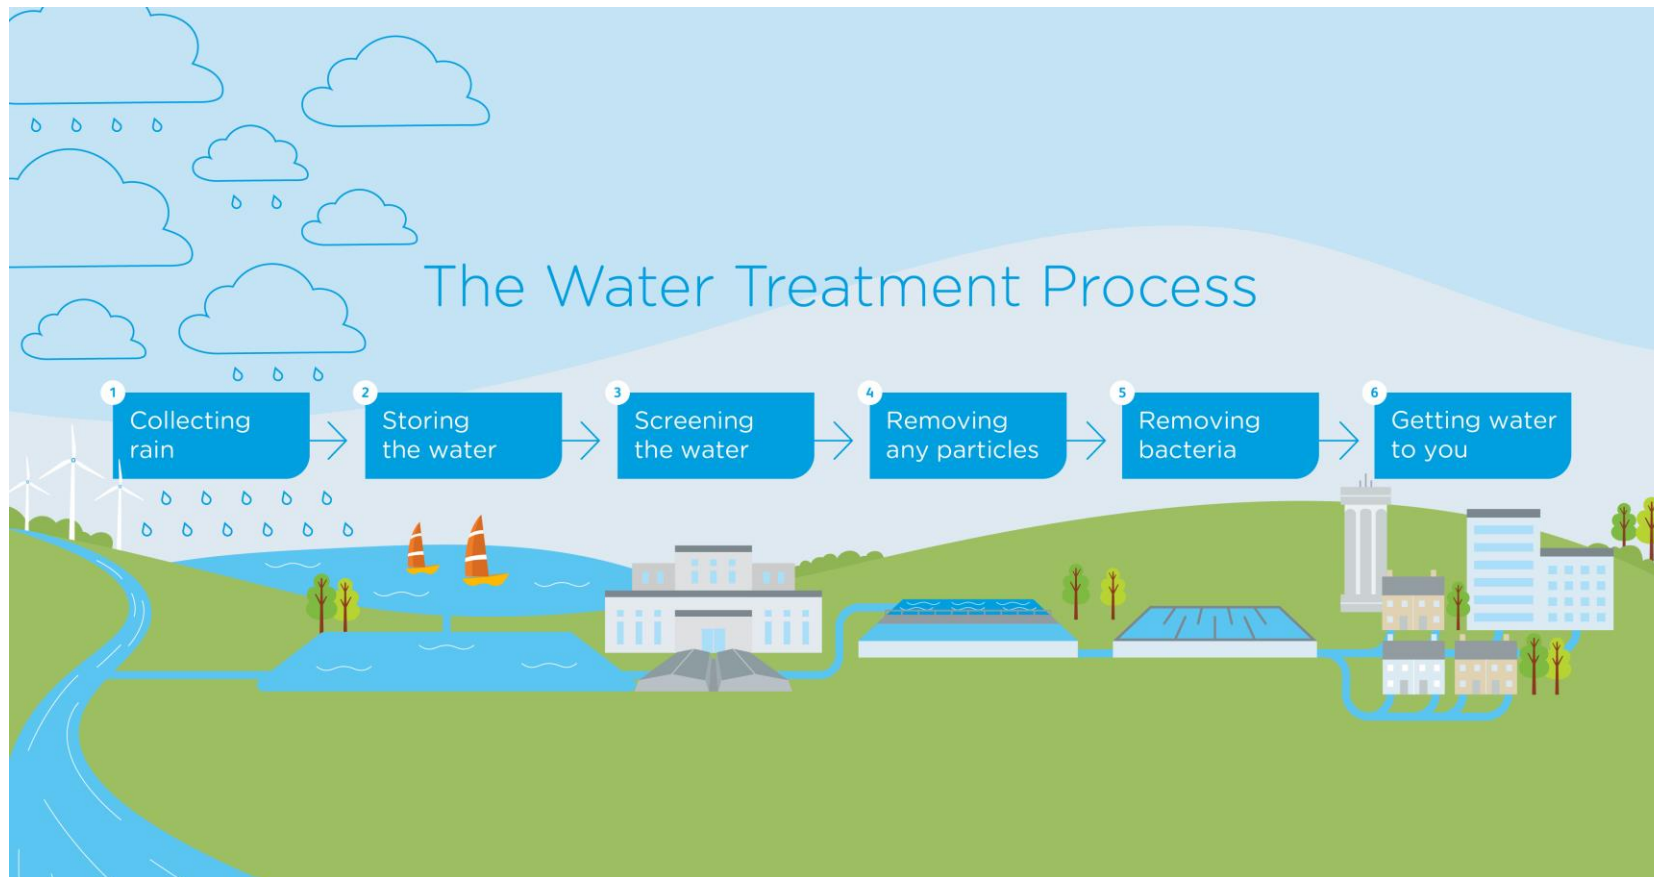 The Water Treatment Process
1
Collecting
rain
2
Storing
the water
3
Screening
the water
4
Removing
any particles
5
Removing
bacteria
6
Getting water
to you